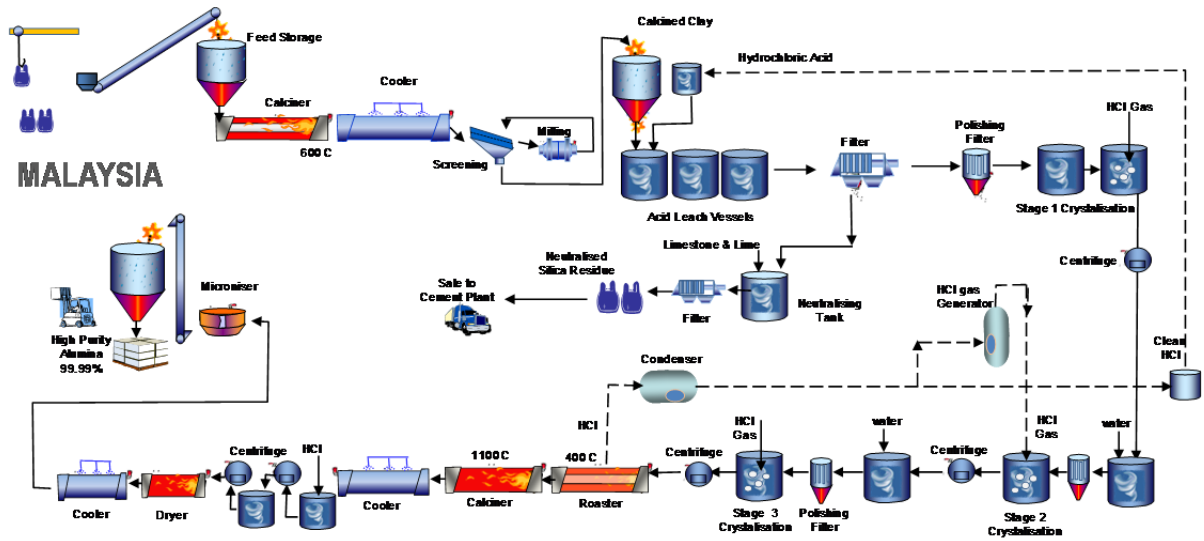 Feed Storage
Calciner
600 C
Cooler
Screening
Milling
Calcined Clay
Hydrochloric Acid
Acid Leach Vessels
Filter
Polishing
Filter
HCl Gas
Stage 1 Crystalisation
MALAYSIA
Centrifuge
Limestone & Lime
Neutralising
Tank
Filter
Neutralised
Silica Residue
Sale to
Cement Plant
HCl gas
Generator
Clean
HCl
Microniser
High Purity
Alumina
99.99%
Condenser
HCl
water
HCl
Gas
Stage 2
Crystalisation
Centrifuge
water
Polishing
Filter
HCl
Gas
Stage 3
Crystalisation
Centrifuge
400 C
Roaster
1100 C
Calciner
Cooler
HCl
Centrifuge
Dryer
Cooler